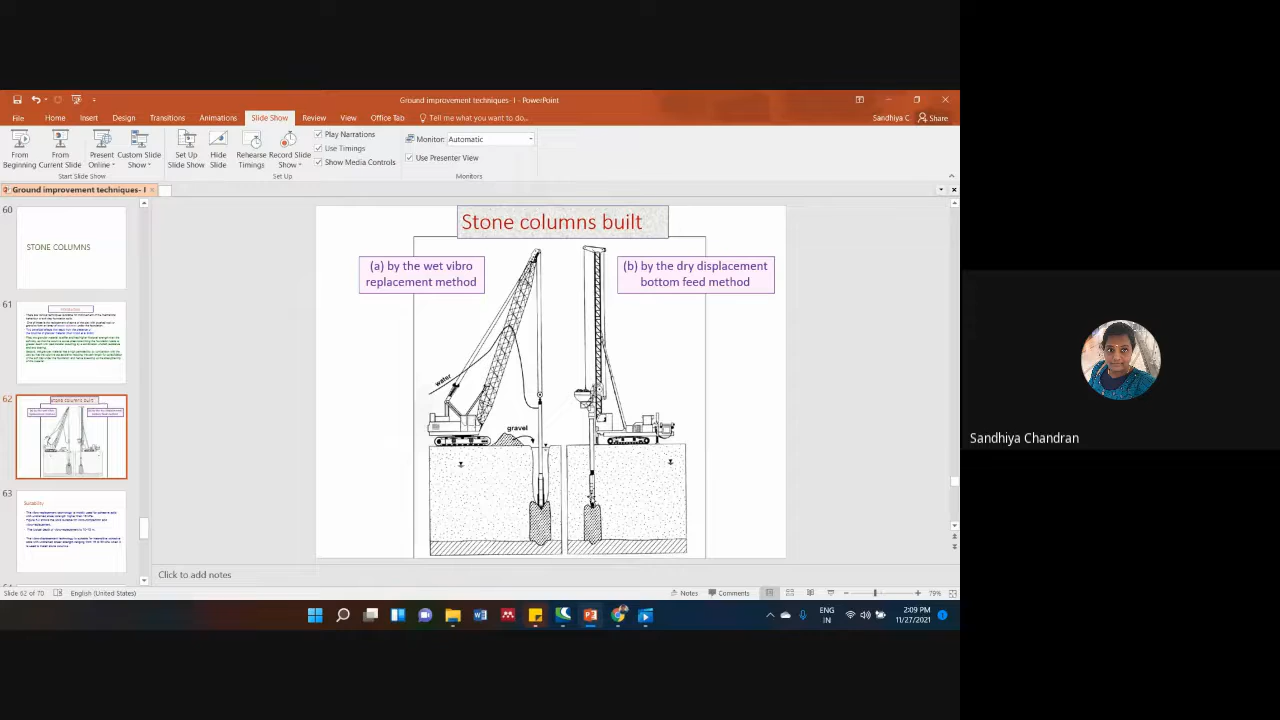 Ground improvement techniques- I - PowerPoint
File Home Insert Design Transitions Animations Slide Show Review View Office Tab Tell me what you want to do... Sandhiya C Share
From Beginning
From Current Slide
Present Online
Custom Slide Show
Start Slide Show
Set Up Slide Show
Hide Slide
Rehearse Timings
Record Slide Show
Play Narrations
Use Timings
Show Media Controls
Set Up
Monitor: Automatic
Use Presenter View
Monitors
Ground improvement techniques- I
60
STONE COLUMNS
61
62
Stone columns built
63
Suitability
Stone columns built
(a) by the wet vibro
replacement method
(b) by the dry displacement
bottom feed method
water
gravel
Click to add notes
Slide 62 of 70 English (United States) Notes Comments 79%
ENG
IN
2:09 PM
11/27/2021
Sandhiya Chandran